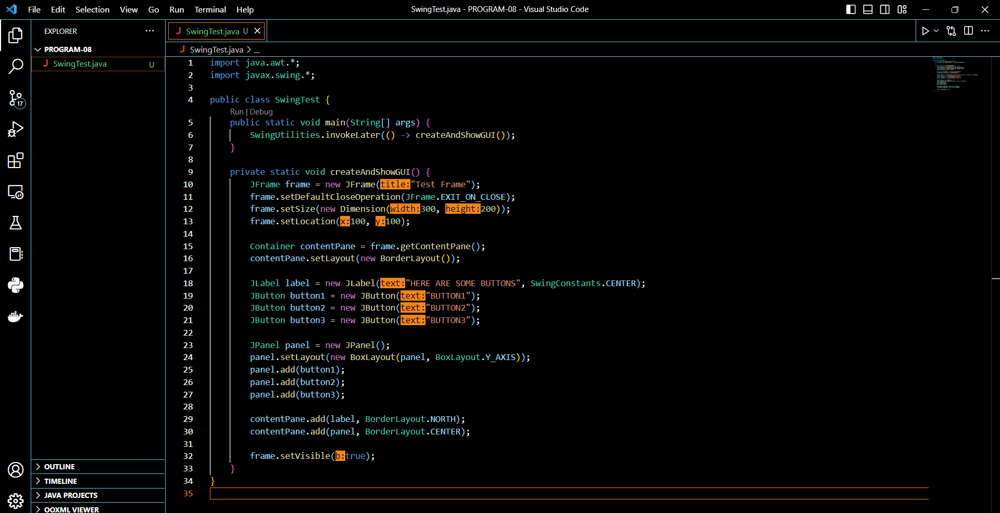 File Edit Selection View Go Run Terminal Help SwingTest.java - PROGRAM-08 - Visual Studio Code
EXPLORER
PROGRAM-08
J SwingTest.java U
17
OUTLINE
TIMELINE
JAVA PROJECTS
OOXML VIEWER
J SwingTest.java U
J SwingTest.java > ...
1 import java.awt.*;
2 import javax.swing.*;
3
4 public class SwingTest {
Run | Debug
5 public static void main(String[] args) {
6 SwingUtilities.invokeLater(() -> createAndShowGUI());
7 }
8
9 private static void createAndShowGUI() {
10 JFrame frame = new JFrame(title:"Test Frame");
11 frame.setDefaultCloseOperation(JFrame.EXIT_ON_CLOSE);
12 frame.setSize(new Dimension(width:300, height:200));
13 frame.setLocation(x:100, y:100);
14
15 Container contentPane = frame.getContentPane();
16 contentPane.setLayout(new BorderLayout());
17
18 JLabel label = new JLabel(text:"HERE ARE SOME BUTTONS", SwingConstants.CENTER);
19 JButton button1 = new JButton(text:"BUTTON1");
20 JButton button2 = new JButton(text:"BUTTON2");
21 JButton button3 = new JButton(text:"BUTTON3");
22
23 JPanel panel = new JPanel();
24 panel.setLayout(new BoxLayout(panel, BoxLayout.Y_AXIS));
25 panel.add(button1);
26 panel.add(button2);
27 panel.add(button3);
28
29 contentPane.add(label, BorderLayout.NORTH);
30 contentPane.add(panel, BorderLayout.CENTER);
31
32 frame.setVisible(b:true);
33 }
34 }
35